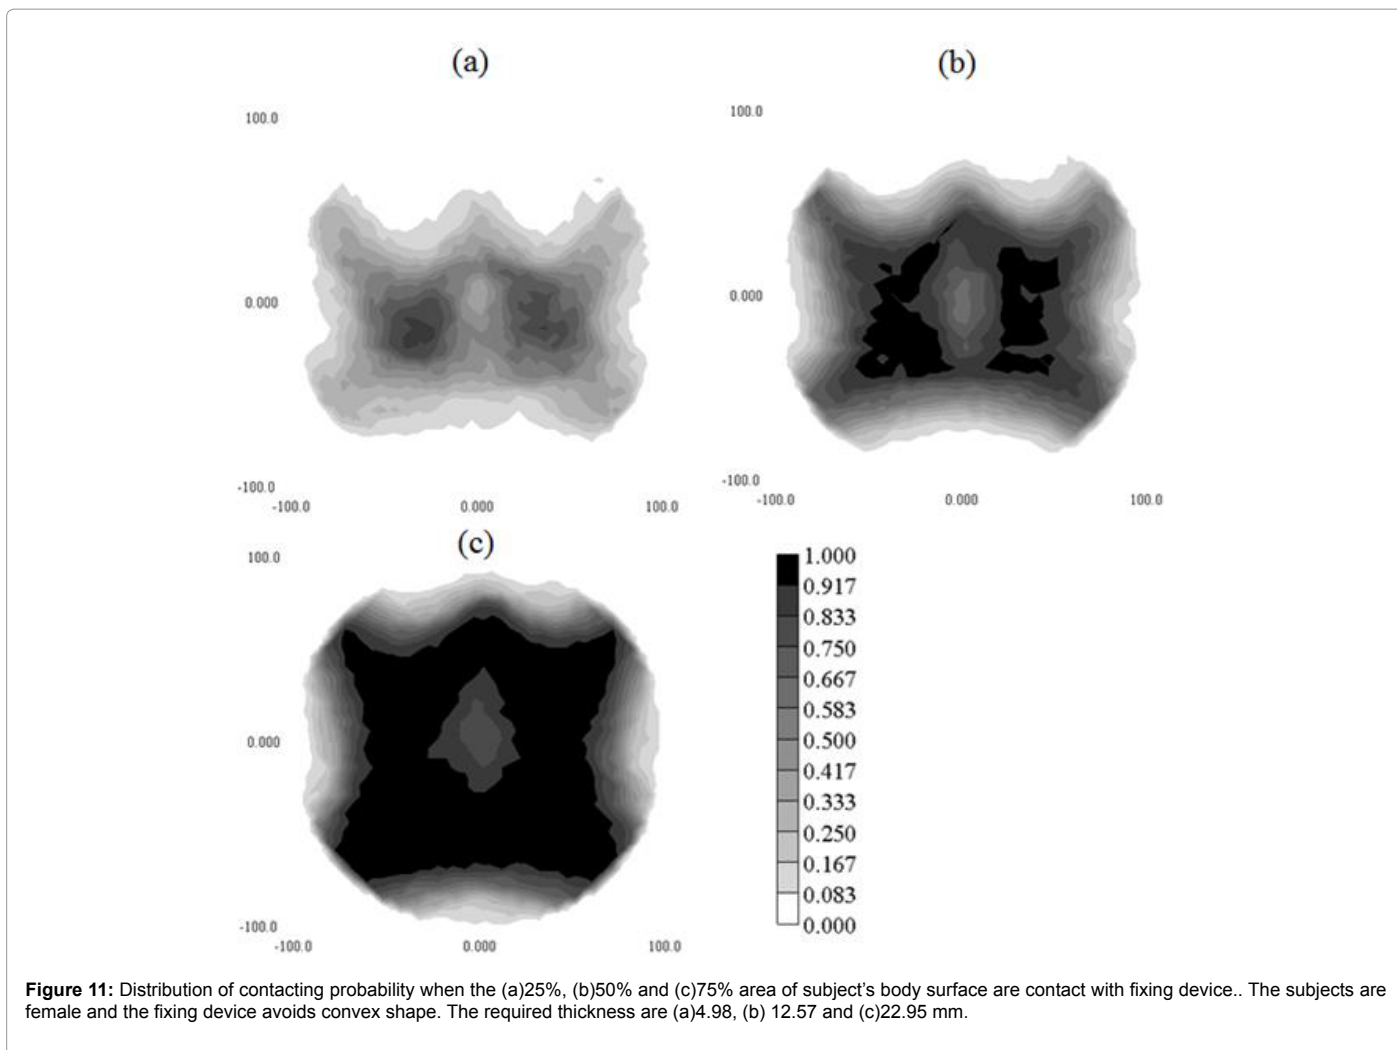 (a)
100.0
0.000
-100.0
-100.0 0.000 100.0
(b)
100.0
0.000
-100.0
-100.0 0.000 100.0
(c)
100.0
0.000
-100.0
-100.0 0.000 100.0
1.000
0.917
0.833
0.750
0.667
0.583
0.500
0.417
0.333
0.250
0.167
0.083
0.000
Figure 11: Distribution of contacting probability when the (a)25%, (b)50% and (c)75% area of subject's body surface are contact with fixing device.. The subjects are
female and the fixing device avoids convex shape. The required thickness are (a)4.98, (b) 12.57 and (c)22.95 mm.